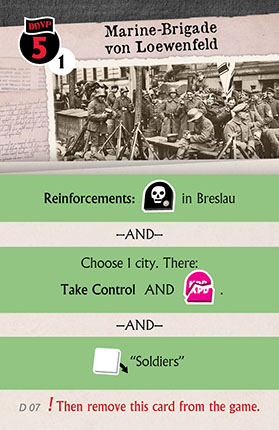 DNVP
5
1
Marine-Brigade
von Loewenfeld
Reinforcements: in Breslau
–AND–
Choose 1 city. There:
Take Control AND KPD .
–AND–
"Soldiers"
D 07 ! Then remove this card from the game.